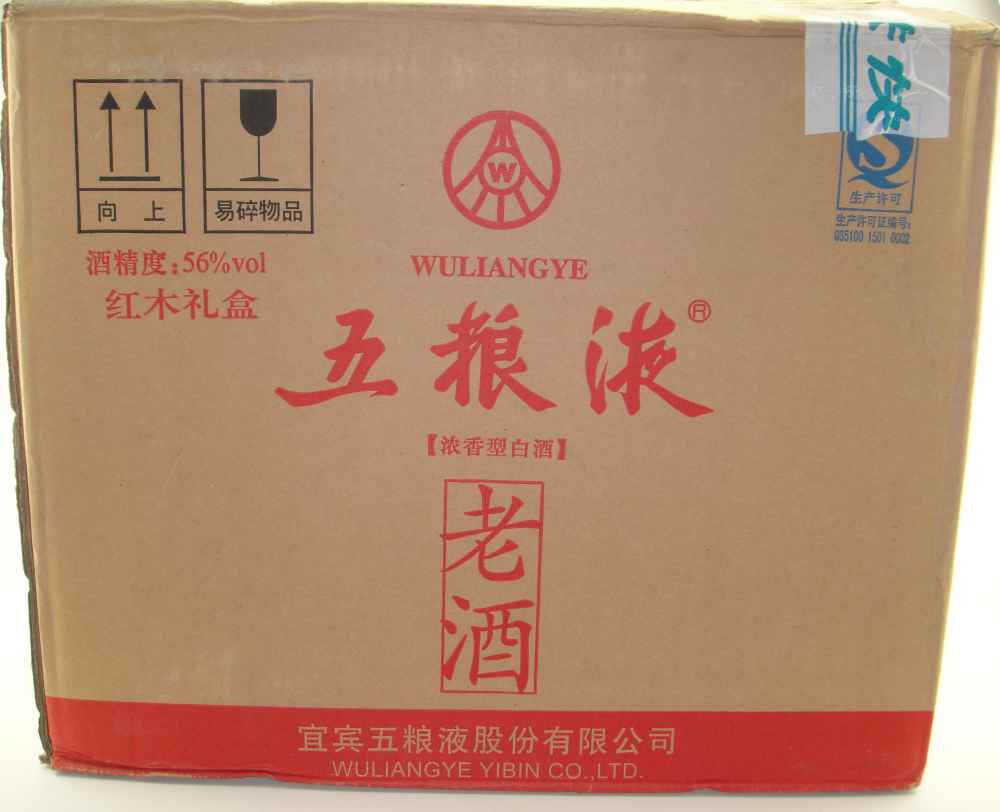 向 上
易碎物品
酒精度:56%vol
红木礼盒
W
WULIANGYE
五粮液®
【浓香型白酒】
老
酒
生产许可
生产许可证编号:
QS5100 1501 0002
宜宾五粮液股份有限公司
WULIANGYE YIBIN CO.,LTD.